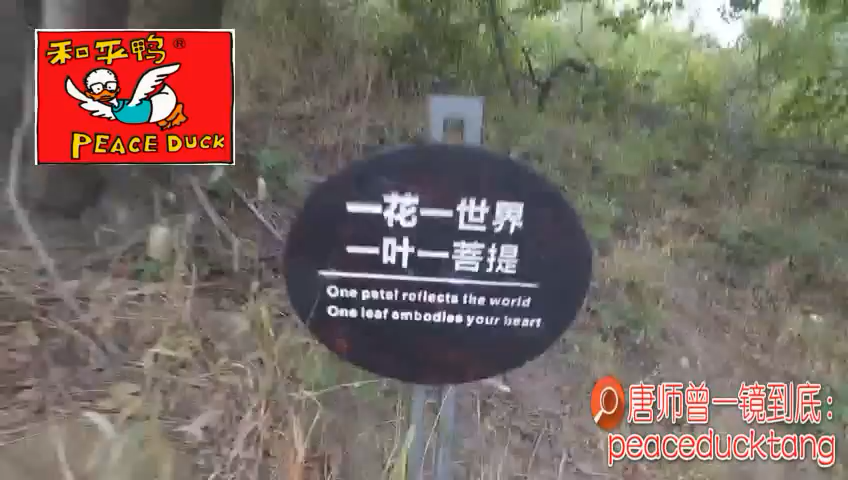 和平鸭®
PEACE DUCK
一花一世界
一叶一菩提
One petal reflects the world
One leaf embodies your heart
唐师曾一镜到底:
peaceducktang